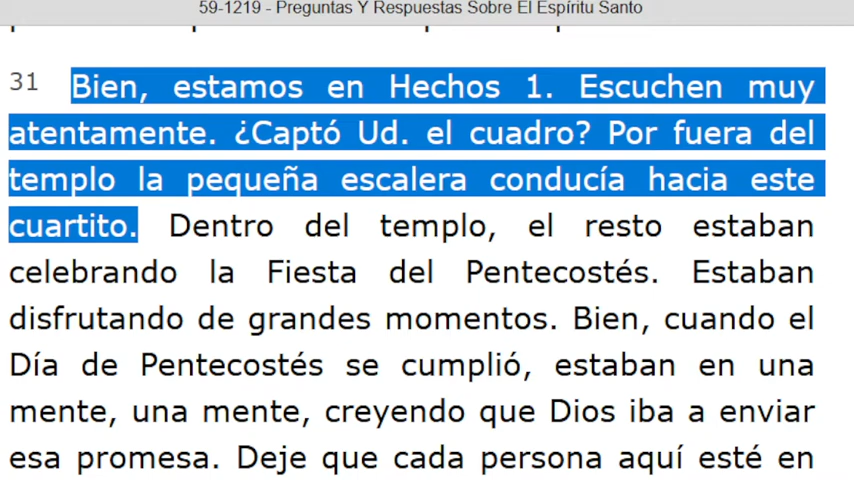 59-1219 - Preguntas Y Respuestas Sobre El Espíritu Santo
31 Bien, estamos en Hechos 1. Escuchen muy
atentamente. ¿Captó Ud. el cuadro? Por fuera del
templo la pequeña escalera conducía hacia este
cuartito. Dentro del templo, el resto estaban
celebrando la Fiesta del Pentecostés. Estaban
disfrutando de grandes momentos. Bien, cuando el
Día de Pentecostés se cumplió, estaban en una
mente, una mente, creyendo que Dios iba a enviar
esa promesa. Deje que cada persona aquí esté en